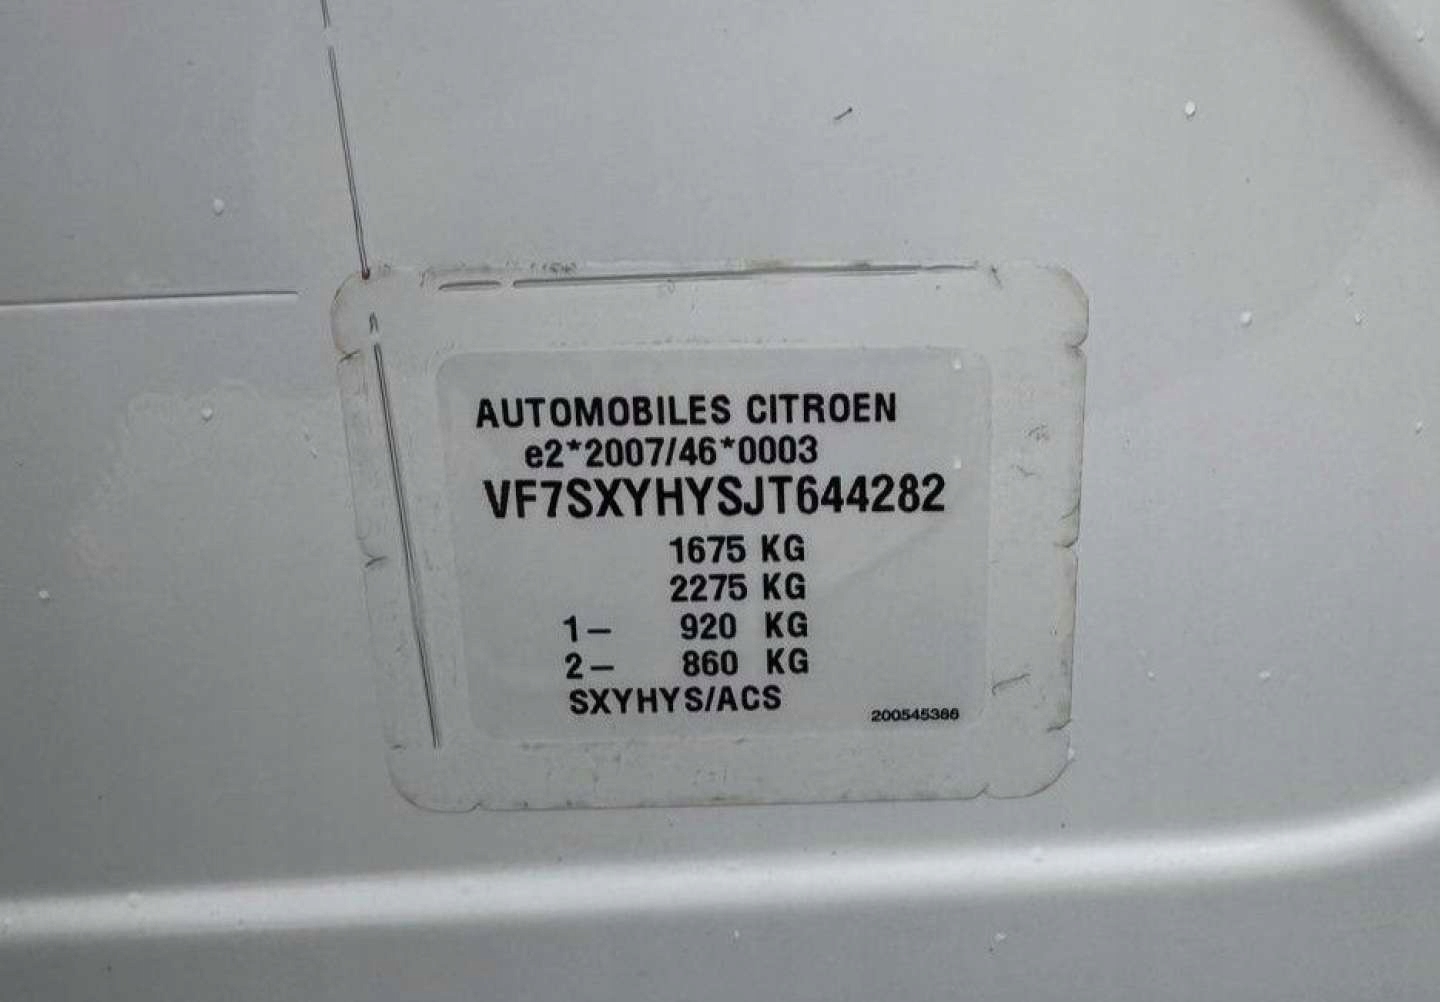 AUTOMOBILES CITROEN
e2*2007/46*0003
VF7SXYHYSJT644282
1675 KG
2275 KG
1- 920 KG
2- 860 KG
SXYHYS/ACS
200545386